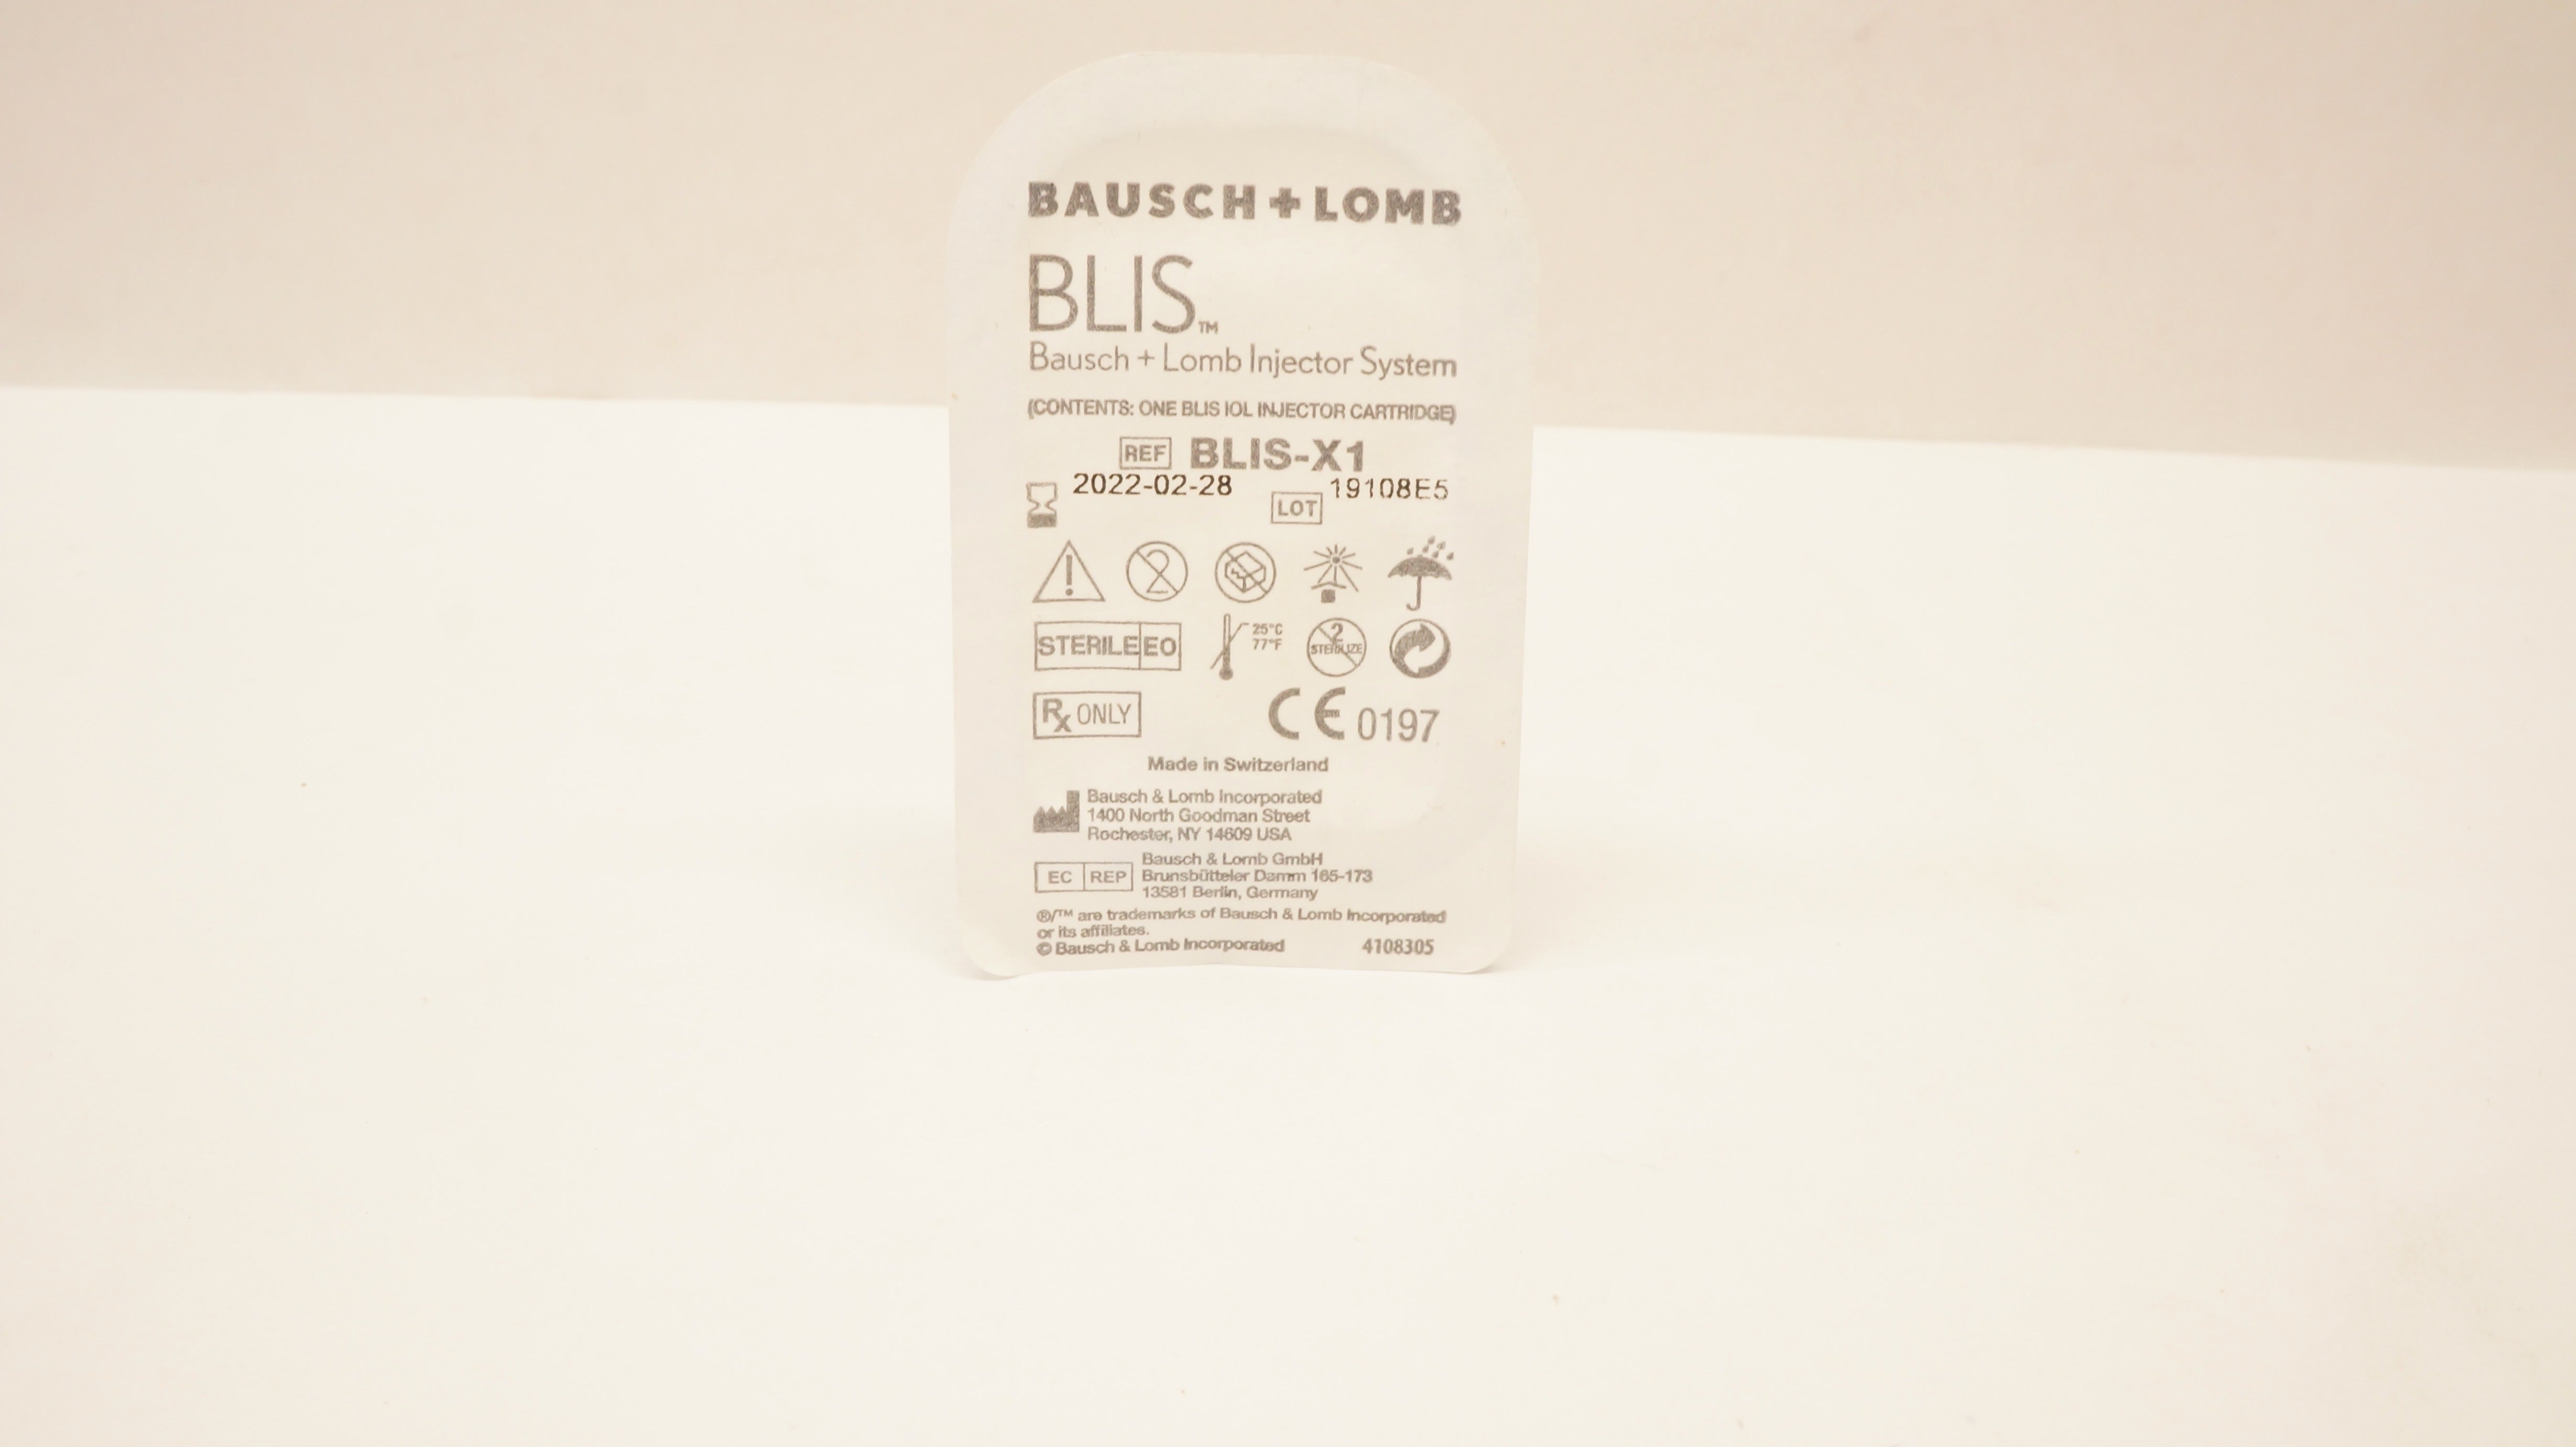 BAUSCH+LOMB
BLIS™
Bausch + Lomb Injector System
(CONTENTS: ONE BLIS IOL INJECTOR CARTRIDGE)
REF BLIS-X1
2022-02-28 LOT 19108E5
2
STERILE EO 25°C 77°F 2 STERILIZE
Rx ONLY CE 0197
Made in Switzerland
Bausch & Lomb Incorporated
1400 North Goodman Street
Rochester, NY 14609 USA
EC REP Bausch & Lomb GmbH
Brunsbütteler Damm 165-173
13581 Berlin, Germany
®/™ are trademarks of Bausch & Lomb Incorporated
or its affiliates.
© Bausch & Lomb Incorporated 4108305